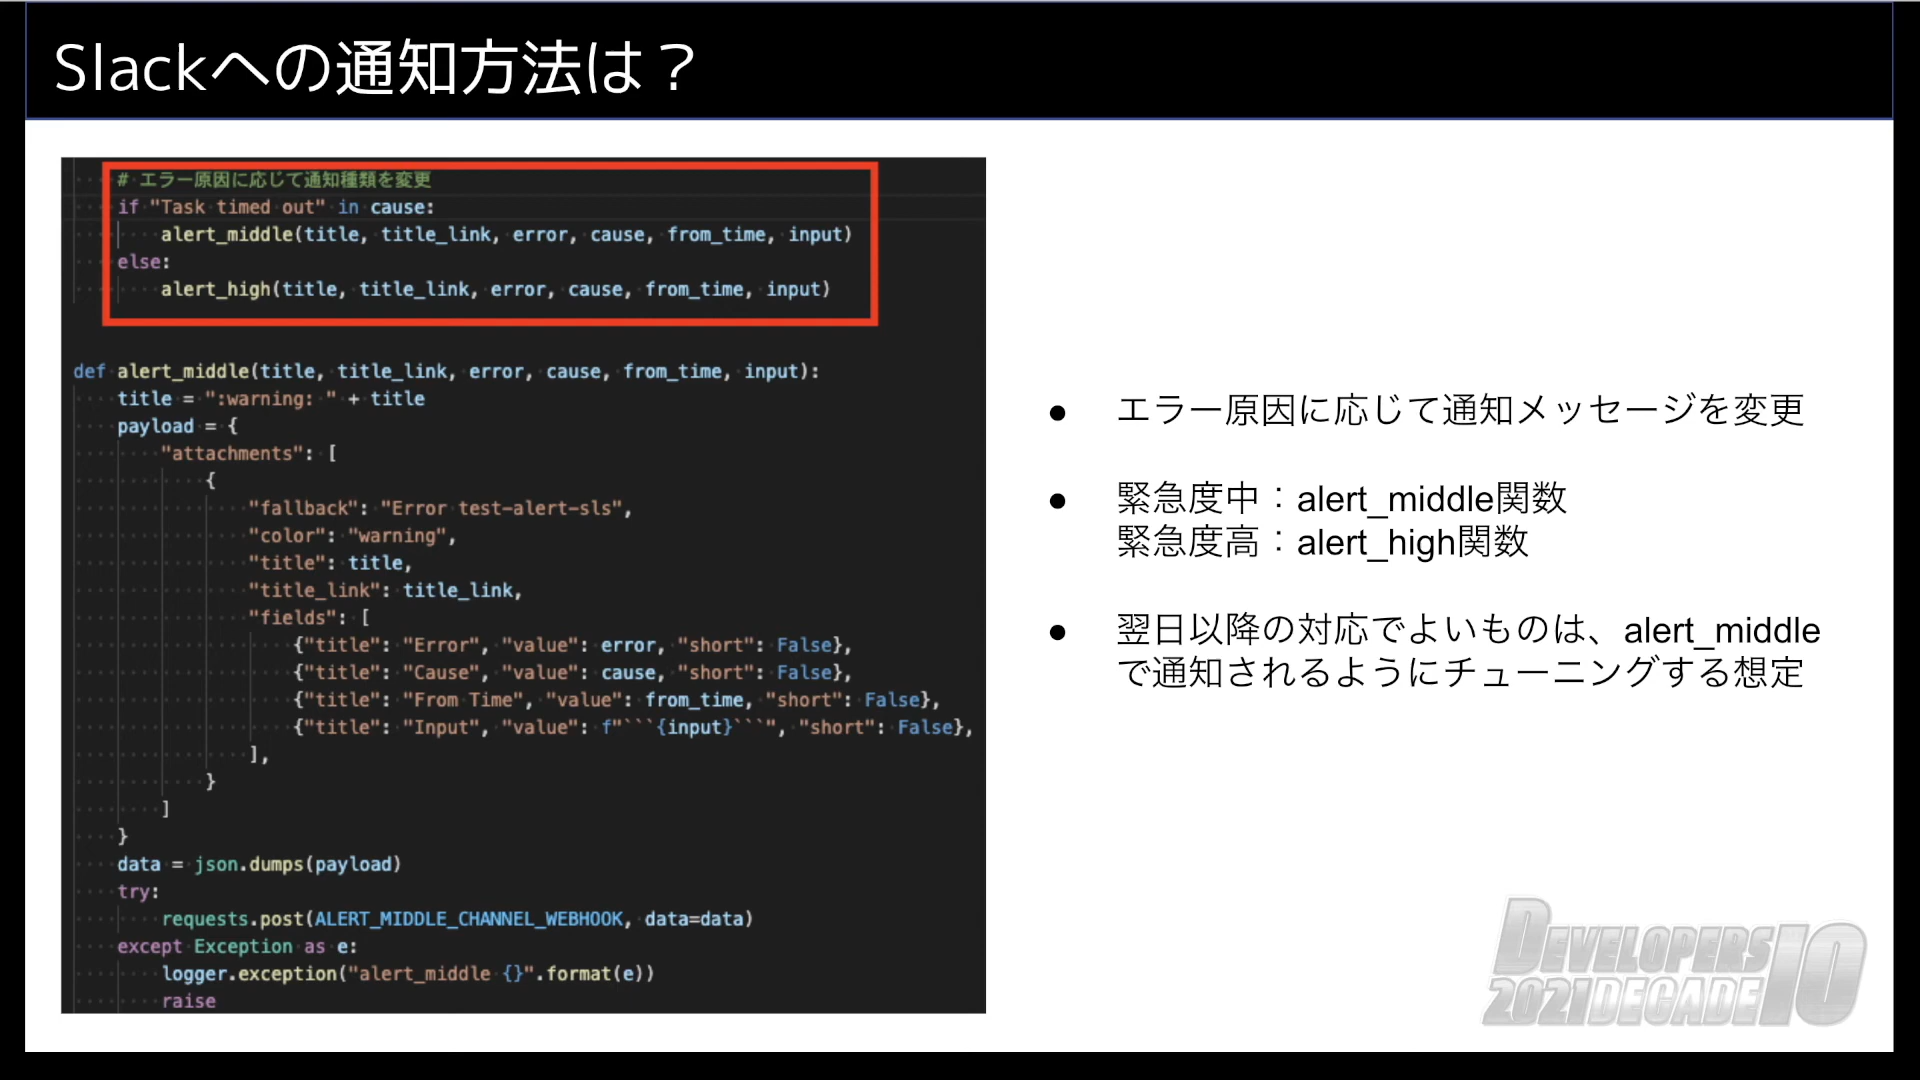 Slackへの通知方法は？
# エラー原因に応じて通知種類を変更
if "Task timed out" in cause:
alert_middle(title, title_link, error, cause, from_time, input)
else:
alert_high(title, title_link, error, cause, from_time, input)
def alert_middle(title, title_link, error, cause, from_time, input):
title = ":warning: " + title
payload = {
"attachments": [
{
"fallback": "Error test-alert-sls",
"color": "warning",
"title": title,
"title_link": title_link,
"fields": [
{"title": "Error", "value": error, "short": False},
{"title": "Cause", "value": cause, "short": False},
{"title": "From Time", "value": from_time, "short": False},
{"title": "Input", "value": f"```{input}```", "short": False},
],
}
]
}
data = json.dumps(payload)
try:
requests.post(ALERT_MIDDLE_CHANNEL_WEBHOOK, data=data)
except Exception as e:
logger.exception("alert_middle {}".format(e))
raise
● エラー原因に応じて通知メッセージを変更
● 緊急度中：alert_middle関数
緊急度高：alert_high関数
● 翌日以降の対応でよいものは、alert_middle
で通知されるようにチューニングする想定
DEVELOPERS
2021 DECADE 10